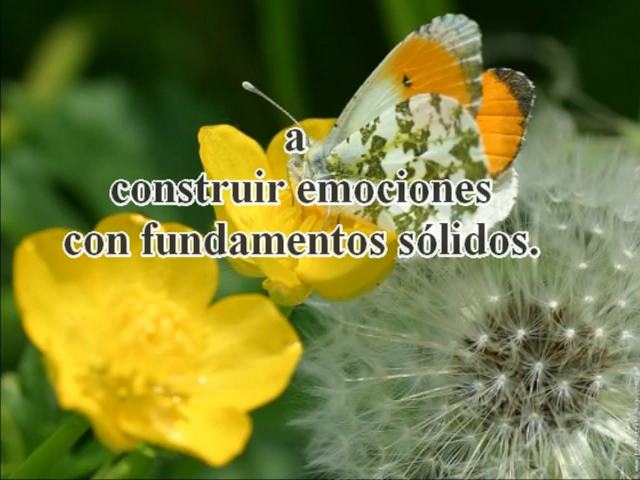 a
construir emociones
con fundamentos sólidos.